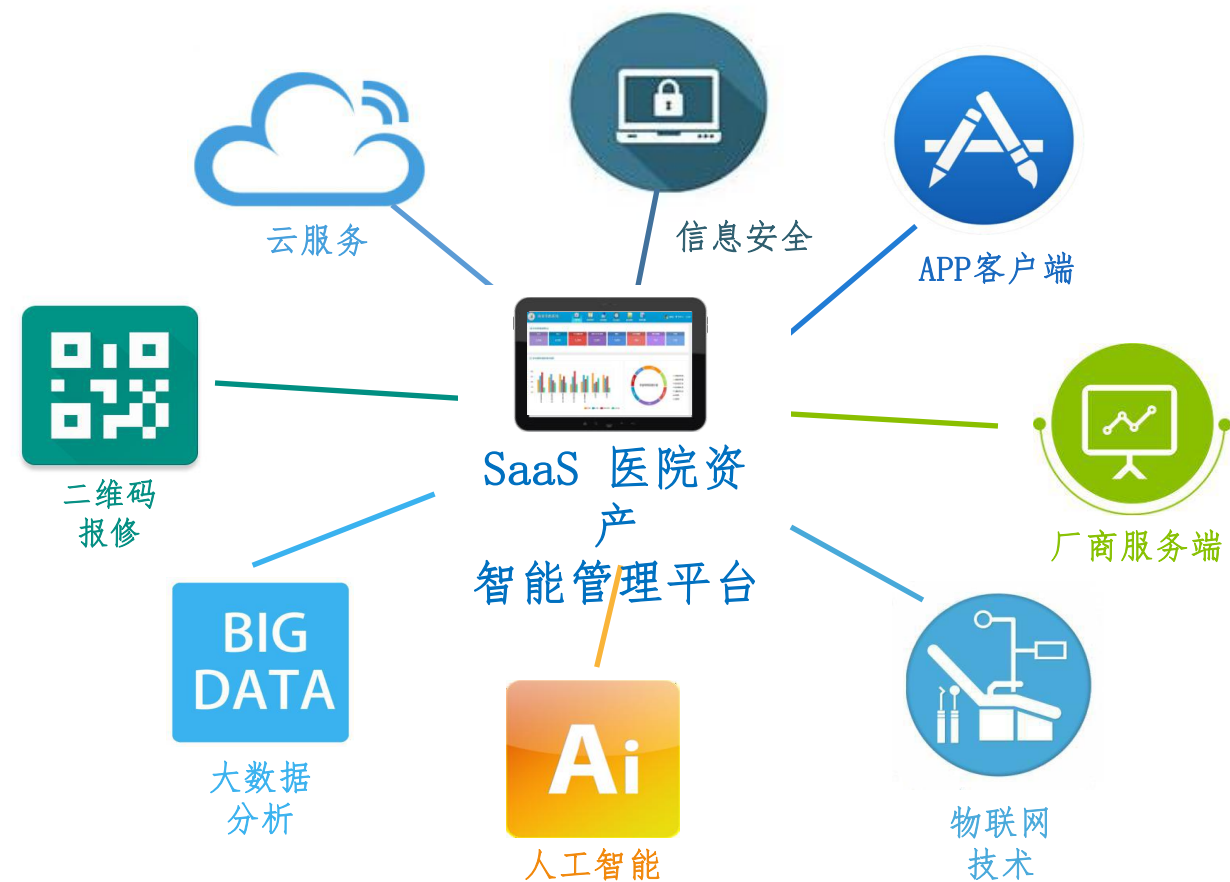 云服务
信息安全
APP客户端
二维码
报修
SaaS 医院资
产
智能管理平台
厂商服务端
BIG
DATA
大数据
分析
Ai
人工智能
物联网
技术